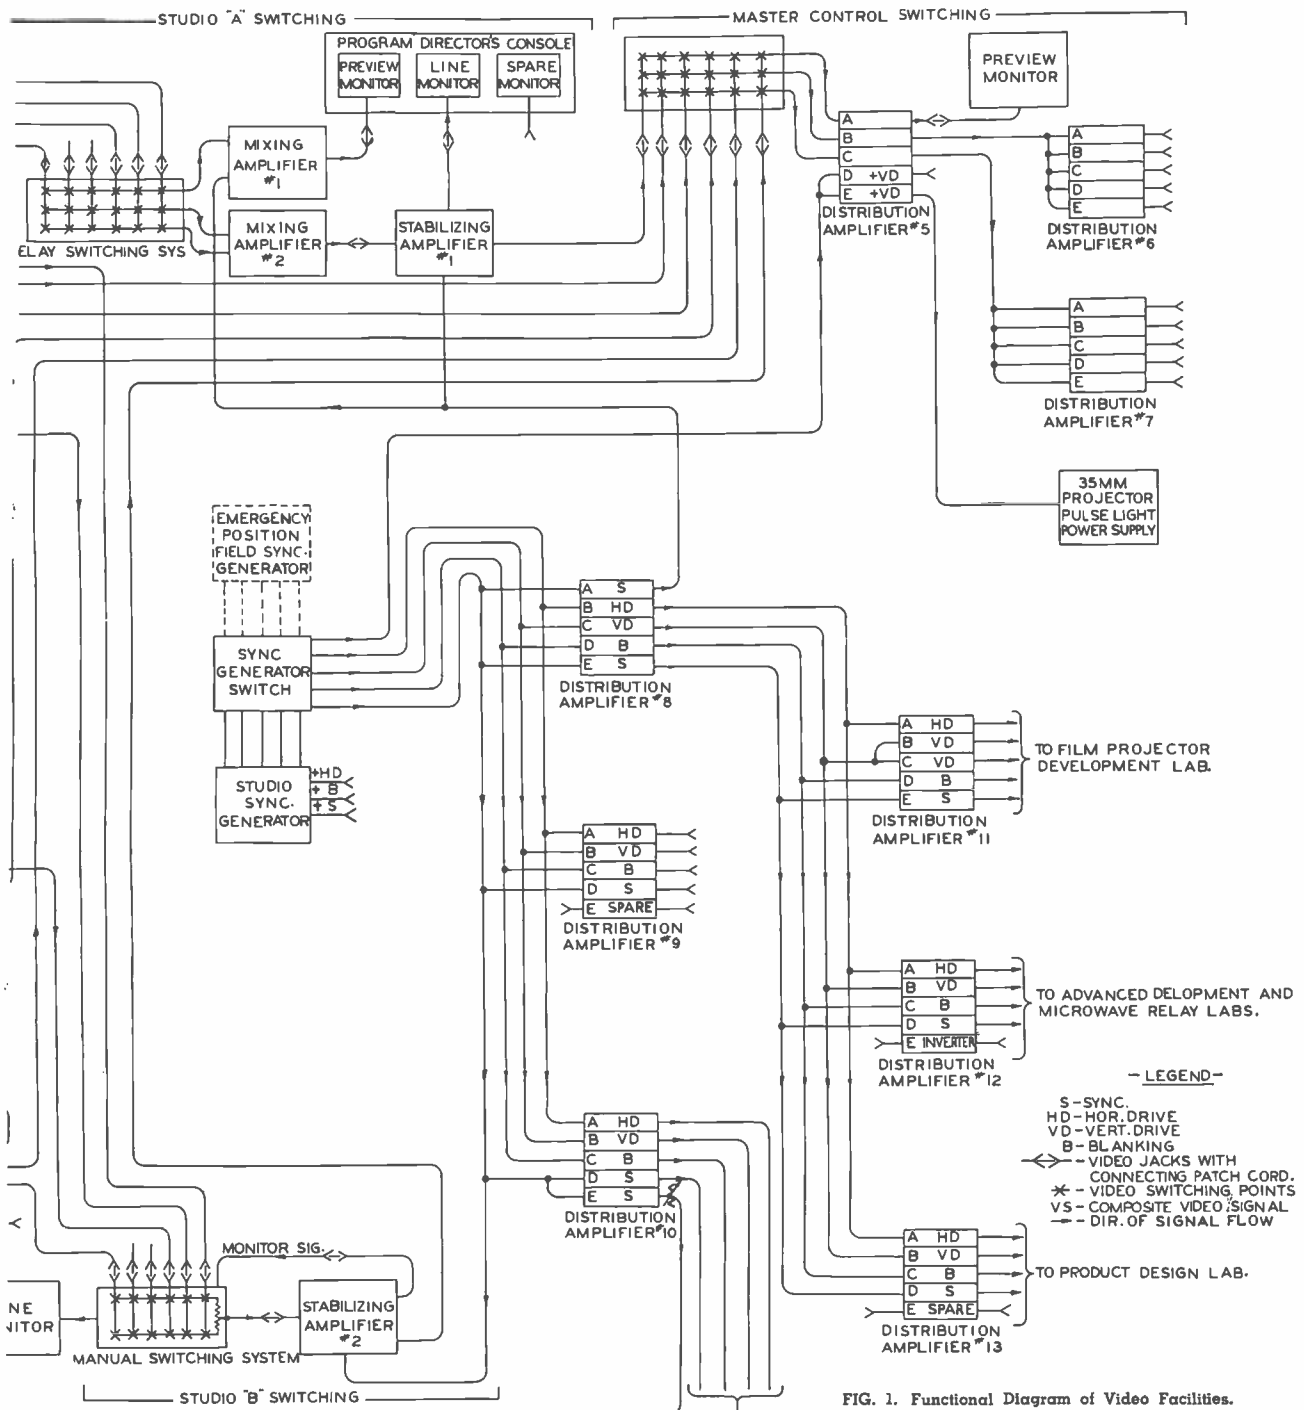 STUDIO "A" SWITCHING
MASTER CONTROL SWITCHING
PROGRAM DIRECTOR'S CONSOLE
PREVIEW
MONITOR
LINE
MONITOR
SPARE
MONITOR
PREVIEW
MONITOR
MIXING
AMPLIFIER
#1
MIXING
AMPLIFIER
#2
STABILIZING
AMPLIFIER
#1
ELAY SWITCHING SYS
A
B
C
D +VD
E +VD
DISTRIBUTION
AMPLIFIER #5
A
B
C
D
E
DISTRIBUTION
AMPLIFIER #6
A
B
C
D
E
DISTRIBUTION
AMPLIFIER #7
35MM
PROJECTOR
PULSE LIGHT
POWER SUPPLY
EMERGENCY
POSITION
FIELD SYNC.
GENERATOR
SYNC
GENERATOR
SWITCH
STUDIO
SYNC.
GENERATOR
+HD
+ B
+ S
A S
B HD
C VD
D B
E S
DISTRIBUTION
AMPLIFIER #8
A HD
B VD
C VD
D B
E S
DISTRIBUTION
AMPLIFIER #11
TO FILM PROJECTOR
DEVELOPMENT LAB.
A HD
B VD
C B
D S
E SPARE
DISTRIBUTION
AMPLIFIER #9
A HD
B VD
C B
D S
E INVERTER
DISTRIBUTION
AMPLIFIER #12
TO ADVANCED DELOPMENT AND
MICROWAVE RELAY LABS.
- LEGEND -
S - SYNC.
HD - HOR. DRIVE
VD - VERT. DRIVE
B - BLANKING
- VIDEO JACKS WITH
CONNECTING PATCH CORD.
- VIDEO SWITCHING POINTS
VS - COMPOSITE VIDEO SIGNAL
- DIR. OF SIGNAL FLOW
A HD
B VD
C B
D S
E S
DISTRIBUTION
AMPLIFIER #10
A HD
B VD
C B
D S
E SPARE
DISTRIBUTION
AMPLIFIER #13
TO PRODUCT DESIGN LAB.
MONITOR SIG.
NE
NITOR
STABILIZING
AMPLIFIER
#2
MANUAL SWITCHING SYSTEM
STUDIO "B" SWITCHING
FIG. 1. Functional Diagram of Video Facilities.